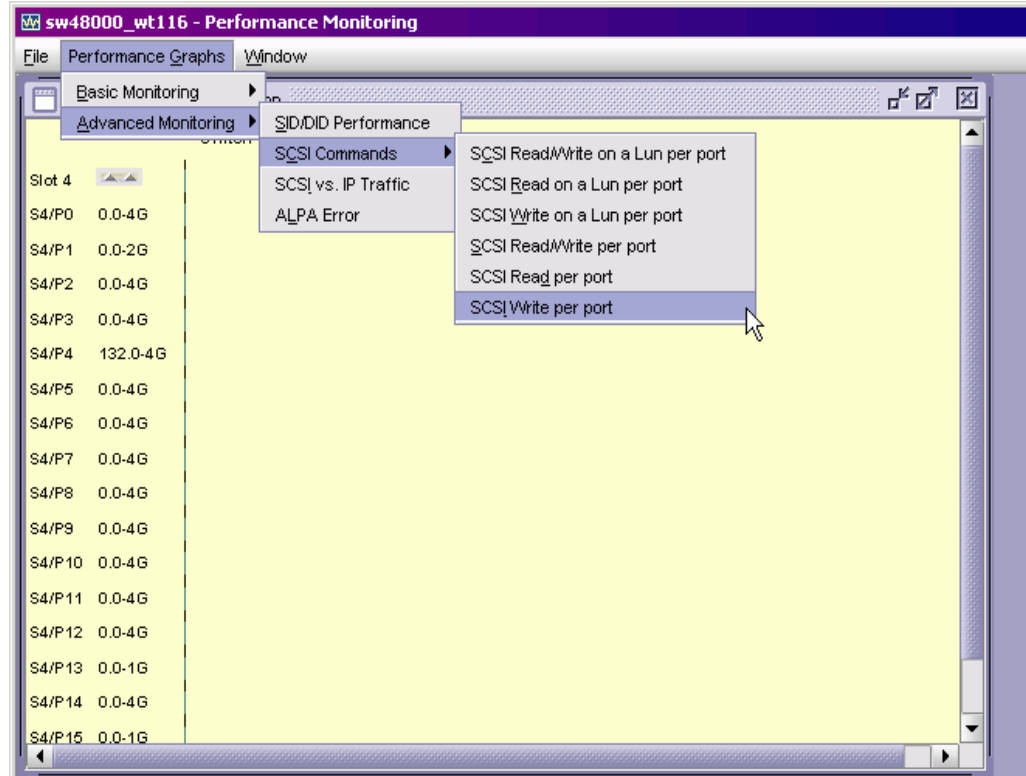 sw48000_wt116 - Performance Monitoring
File Performance Graphs Window
Basic Monitoring
Advanced Monitoring
SID/DID Performance
SCSI Commands
SCSI vs. IP Traffic
ALPA Error
SCSI Read/Write on a Lun per port
SCSI Read on a Lun per port
SCSI Write on a Lun per port
SCSI Read/Write per port
SCSI Read per port
SCSI Write per port
Slot 4
S4/P0 0.0-4G
S4/P1 0.0-2G
S4/P2 0.0-4G
S4/P3 0.0-4G
S4/P4 132.0-4G
S4/P5 0.0-4G
S4/P6 0.0-4G
S4/P7 0.0-4G
S4/P8 0.0-4G
S4/P9 0.0-4G
S4/P10 0.0-4G
S4/P11 0.0-4G
S4/P12 0.0-4G
S4/P13 0.0-1G
S4/P14 0.0-4G
S4/P15 0.0-1G